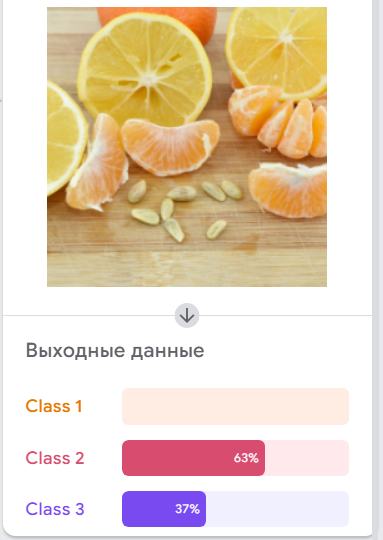 Выходные данные
Class 1
Class 2
63%
Class 3
37%